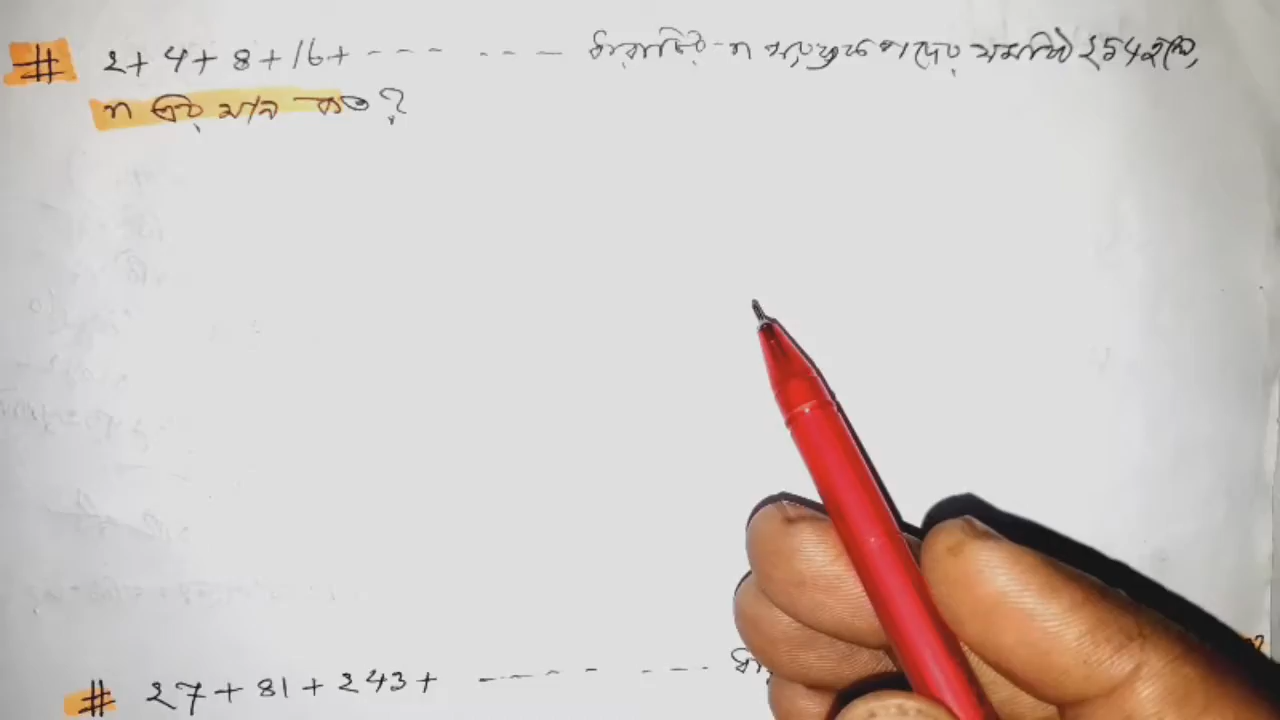 # 2+ 4+ 8+16+ - - - - - - - ধারাটির n সংখ্যক পদের সমষ্টি 254 হলে,
n এর মান কত?
# 27+81+243+ - - - - - - -